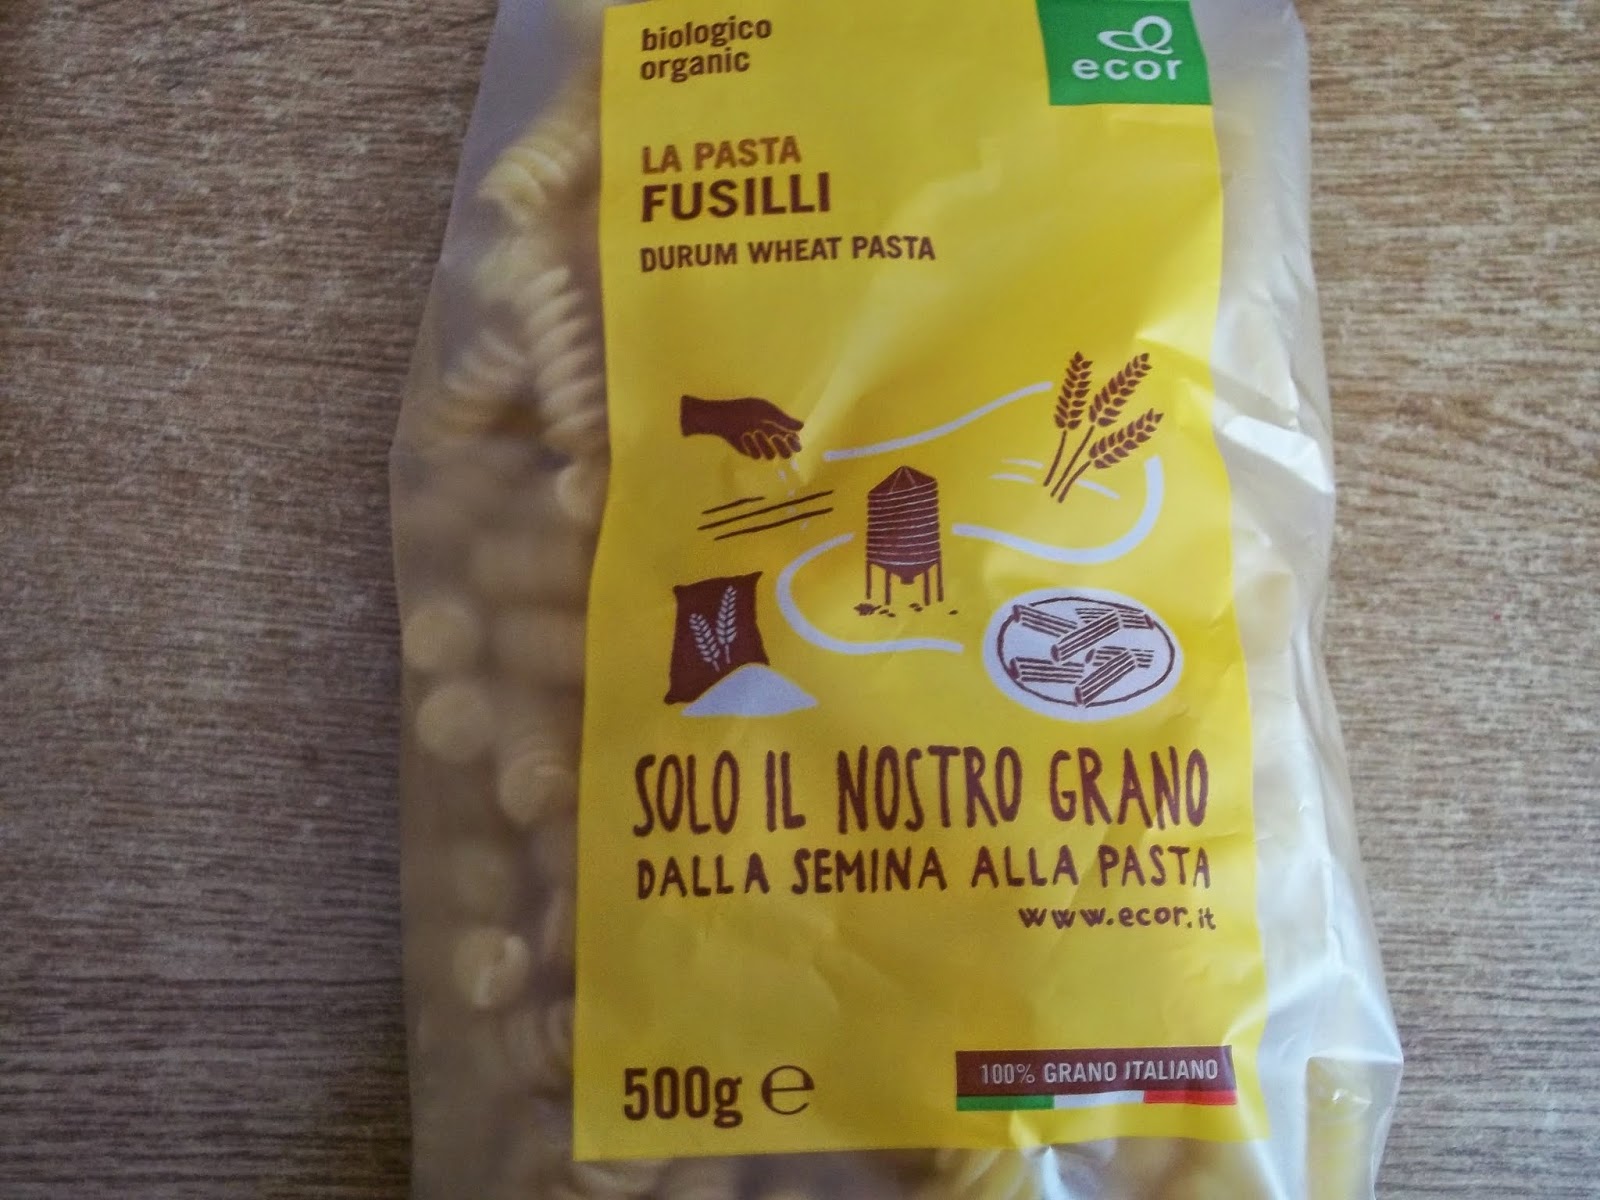 biologico
organic
ecor
LA PASTA
FUSILLI
DURUM WHEAT PASTA
SOLO IL NOSTRO GRANO
DALLA SEMINA ALLA PASTA
www.ecor.it
500g ℮
100% GRANO ITALIANO